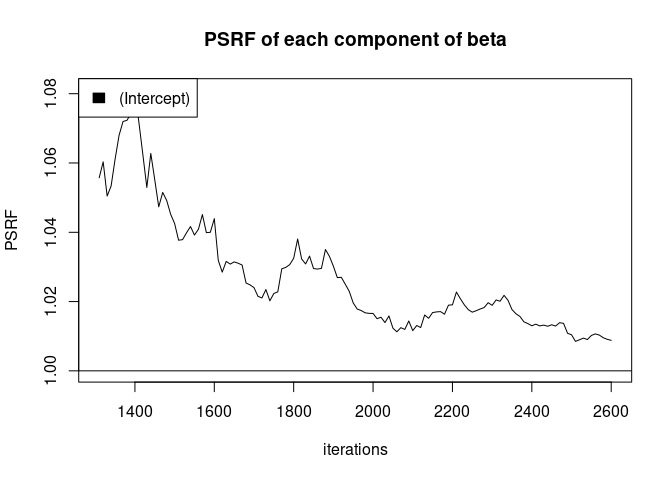 PSRF of each component of beta
(Intercept)
PSRF
1.08
1.06
1.04
1.02
1.00
1400 1600 1800 2000 2200 2400 2600
iterations